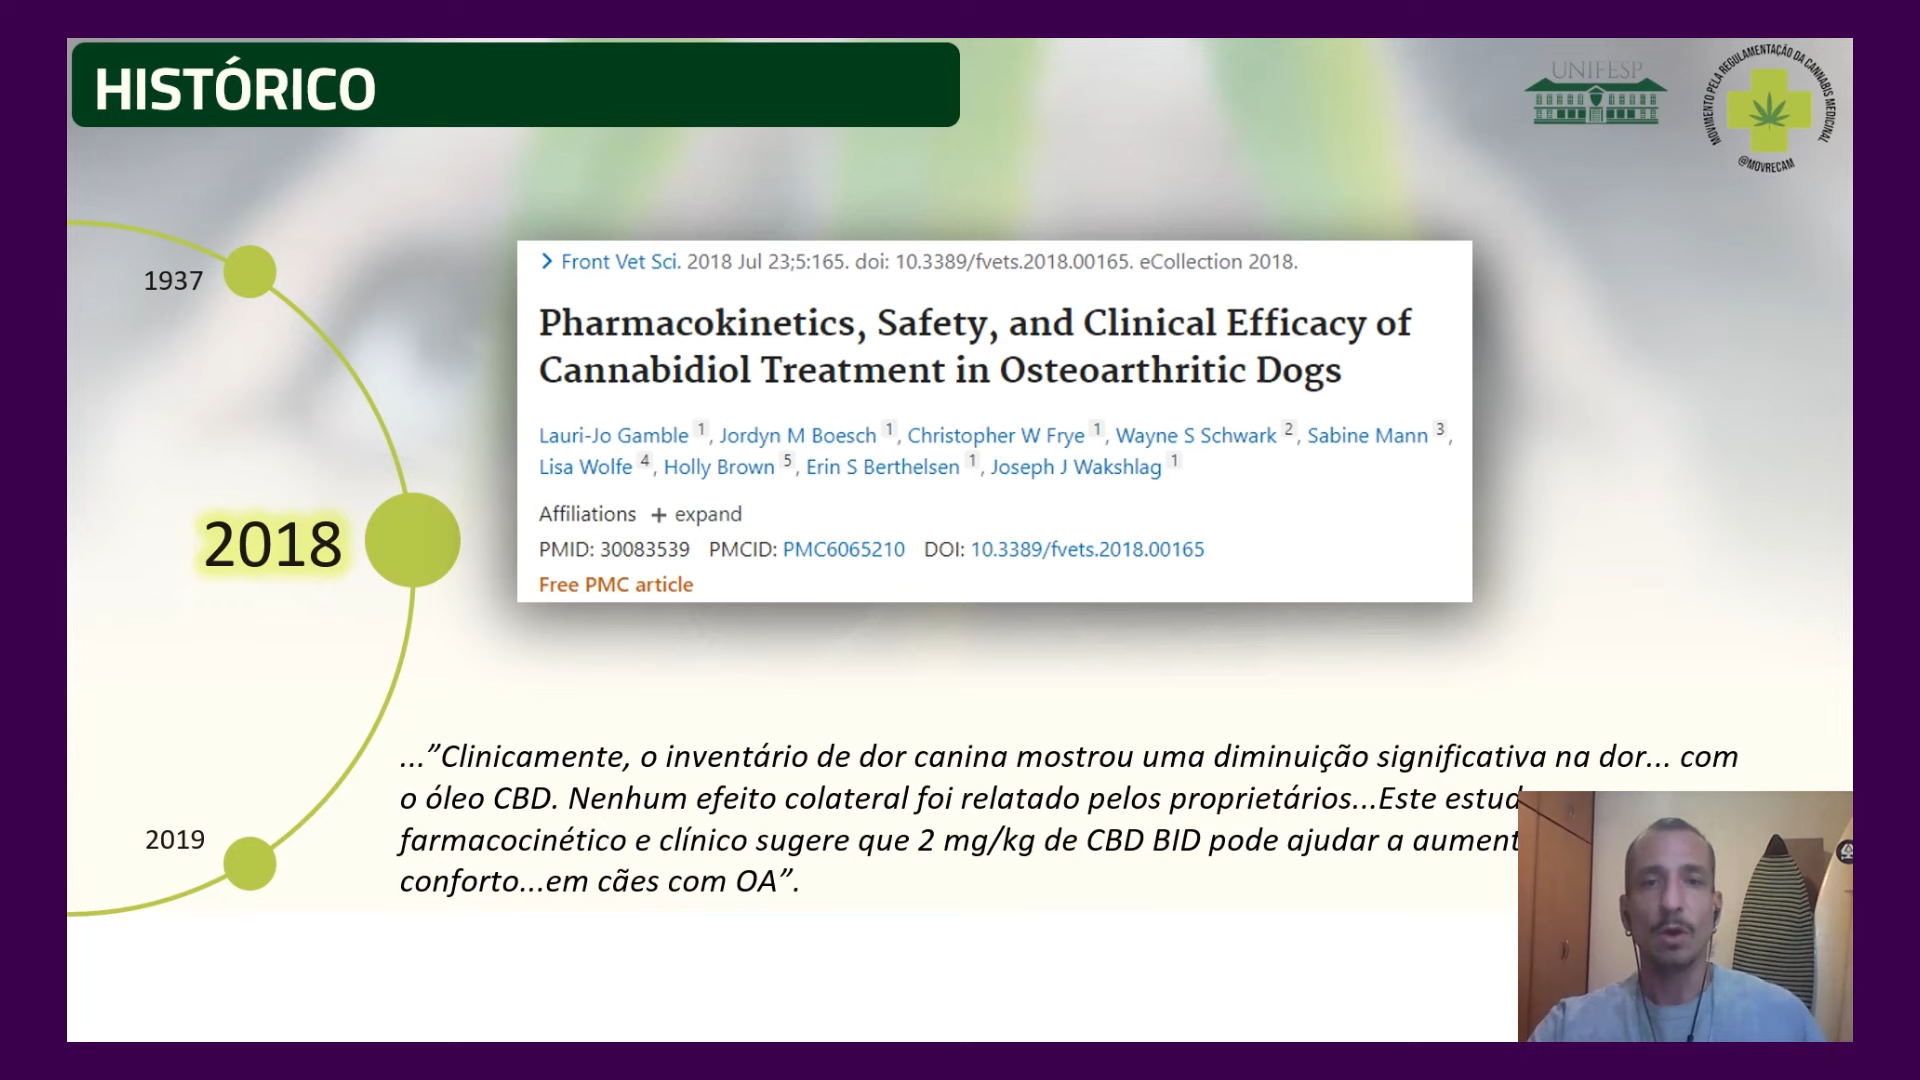 HISTÓRICO
UNIFESP
MOVIMENTO PELA REGULAMENTAÇÃO DA CANNABIS MEDICINAL
@MOVRECAM
1937
2018
2019
Front Vet Sci. 2018 Jul 23;5:165. doi: 10.3389/fvets.2018.00165. eCollection 2018.
Pharmacokinetics, Safety, and Clinical Efficacy of
Cannabidiol Treatment in Osteoarthritic Dogs
Lauri-Jo Gamble 1, Jordyn M Boesch 1, Christopher W Frye 1, Wayne S Schwark 2, Sabine Mann 3,
Lisa Wolfe 4, Holly Brown 5, Erin S Berthelsen 1, Joseph J Wakshlag 1
Affiliations + expand
PMID: 30083539 PMCID: PMC6065210 DOI: 10.3389/fvets.2018.00165
Free PMC article
...”Clinicamente, o inventário de dor canina mostrou uma diminuição significativa na dor... com
o óleo CBD. Nenhum efeito colateral foi relatado pelos proprietários...Este estud
farmacocinético e clínico sugere que 2 mg/kg de CBD BID pode ajudar a aument
conforto...em cães com OA”.